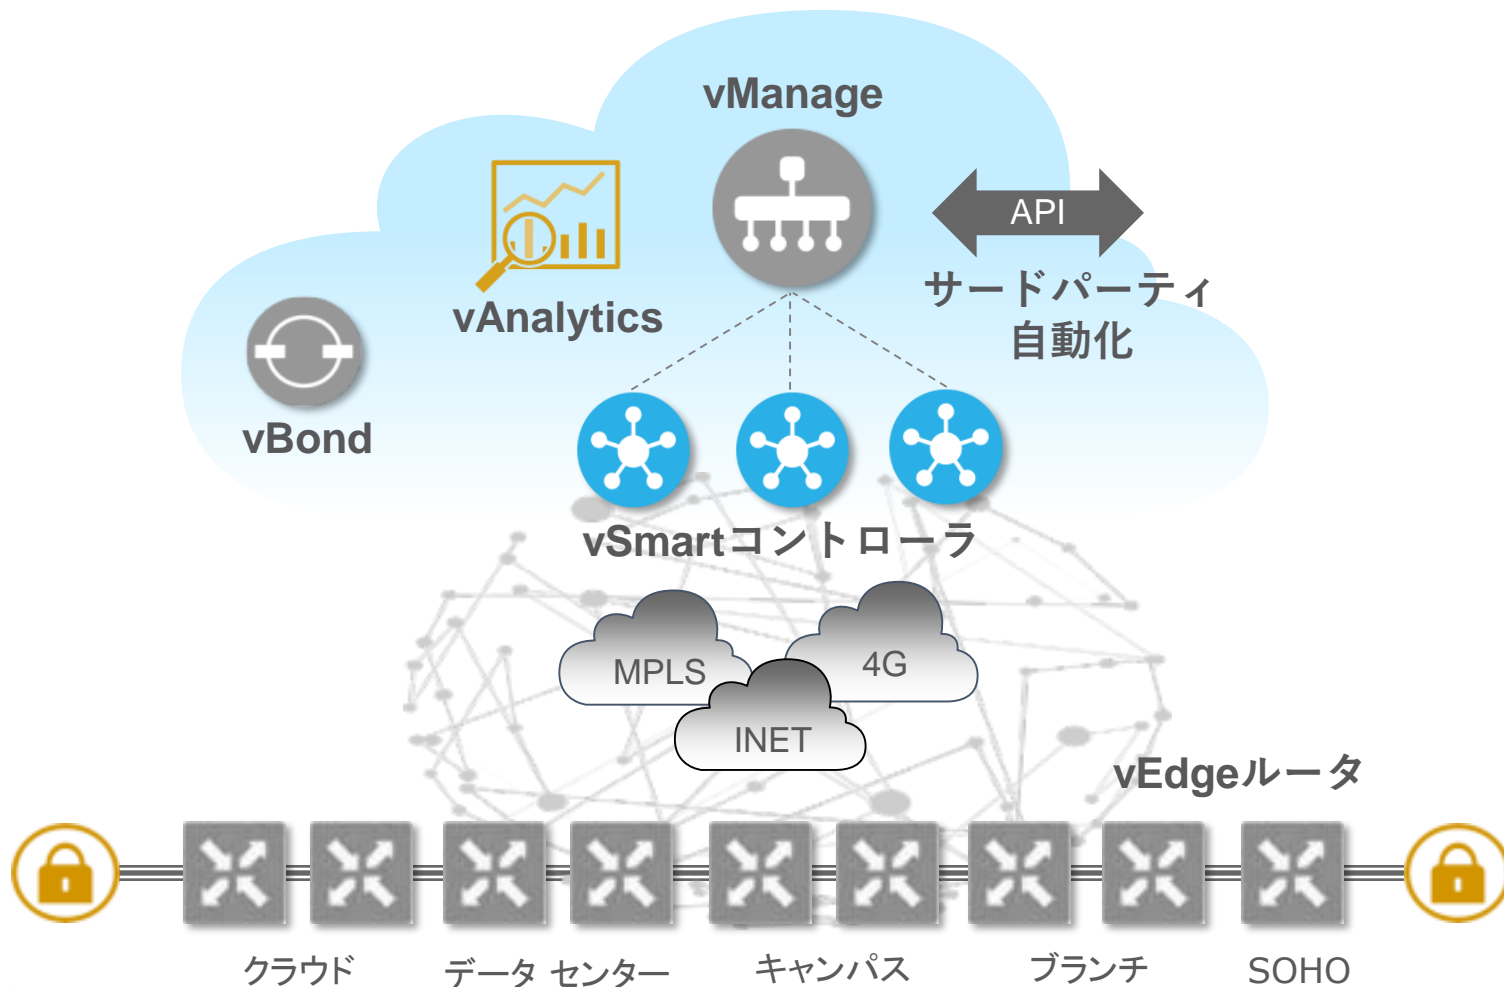 vManage
API
サードパーティ
自動化
vAnalytics
vBond
vSmartコントローラ
MPLS
4G
INET
vEdgeルータ
クラウド
データ センター
キャンパス
ブランチ
SOHO